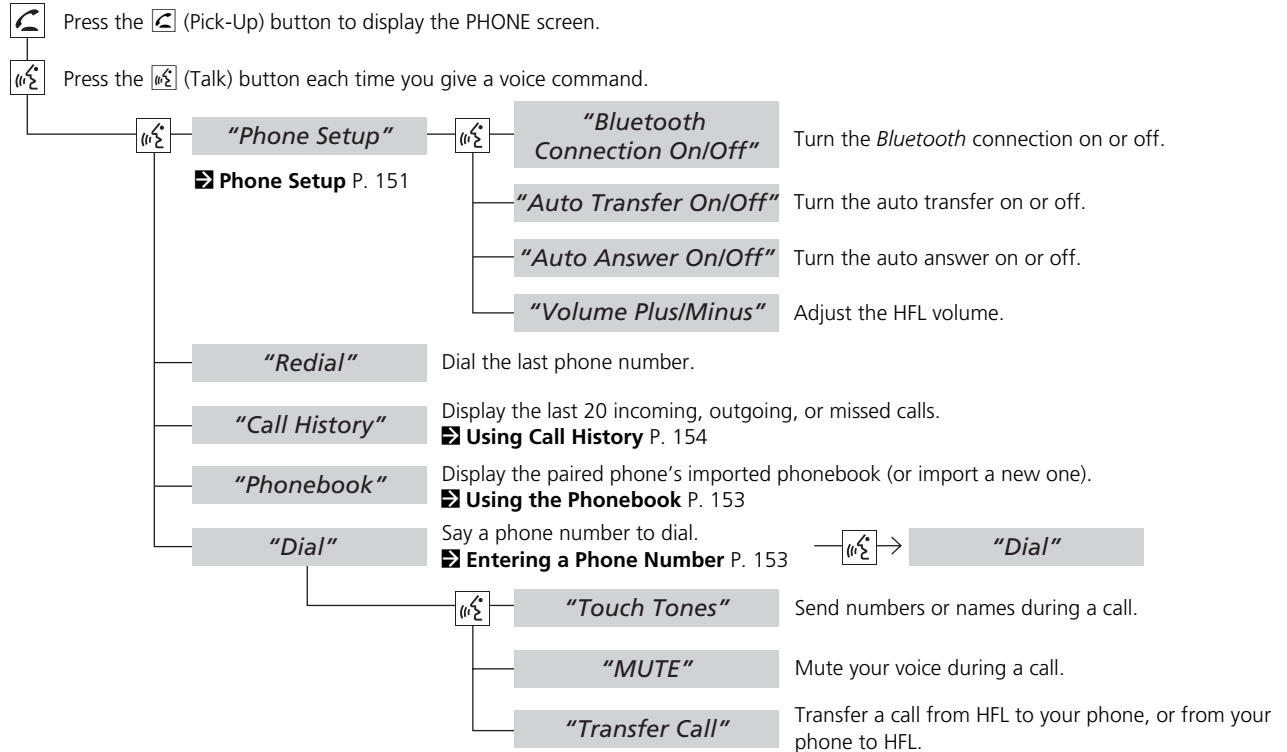 Press the (Pick-Up) button to display the PHONE screen.
Press the (Talk) button each time you give a voice command.
“Phone Setup”
Phone Setup P. 151
“Bluetooth
Connection On/Off”
Turn the Bluetooth connection on or off.
“Auto Transfer On/Off”
Turn the auto transfer on or off.
“Auto Answer On/Off”
Turn the auto answer on or off.
“Volume Plus/Minus”
Adjust the HFL volume.
“Redial”
Dial the last phone number.
“Call History”
Display the last 20 incoming, outgoing, or missed calls.
Using Call History P. 154
“Phonebook”
Display the paired phone’s imported phonebook (or import a new one).
Using the Phonebook P. 153
“Dial”
Say a phone number to dial.
Entering a Phone Number P. 153
“Dial”
“Touch Tones”
Send numbers or names during a call.
“MUTE”
Mute your voice during a call.
“Transfer Call”
Transfer a call from HFL to your phone, or from your
phone to HFL.